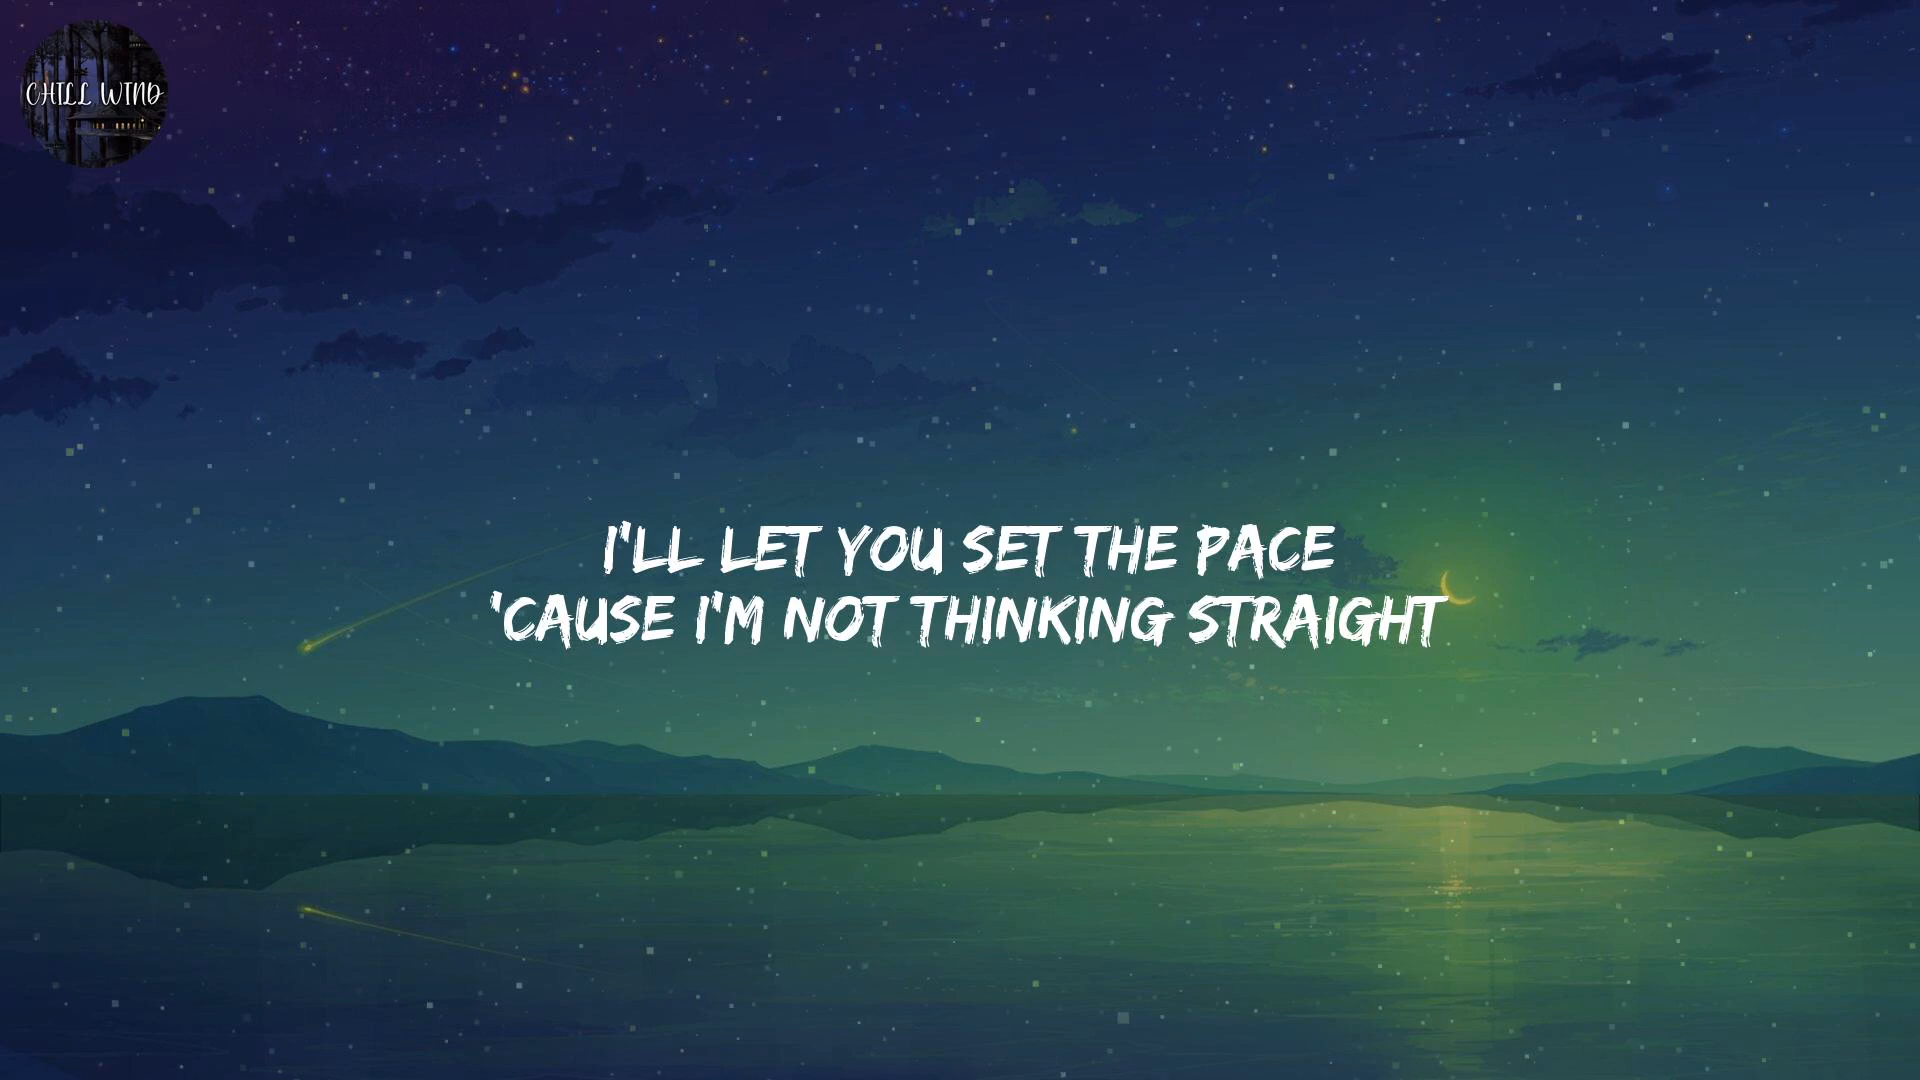 CHILL WIND
I'LL LET YOU SET THE PACE
'CAUSE I'M NOT THINKING STRAIGHT